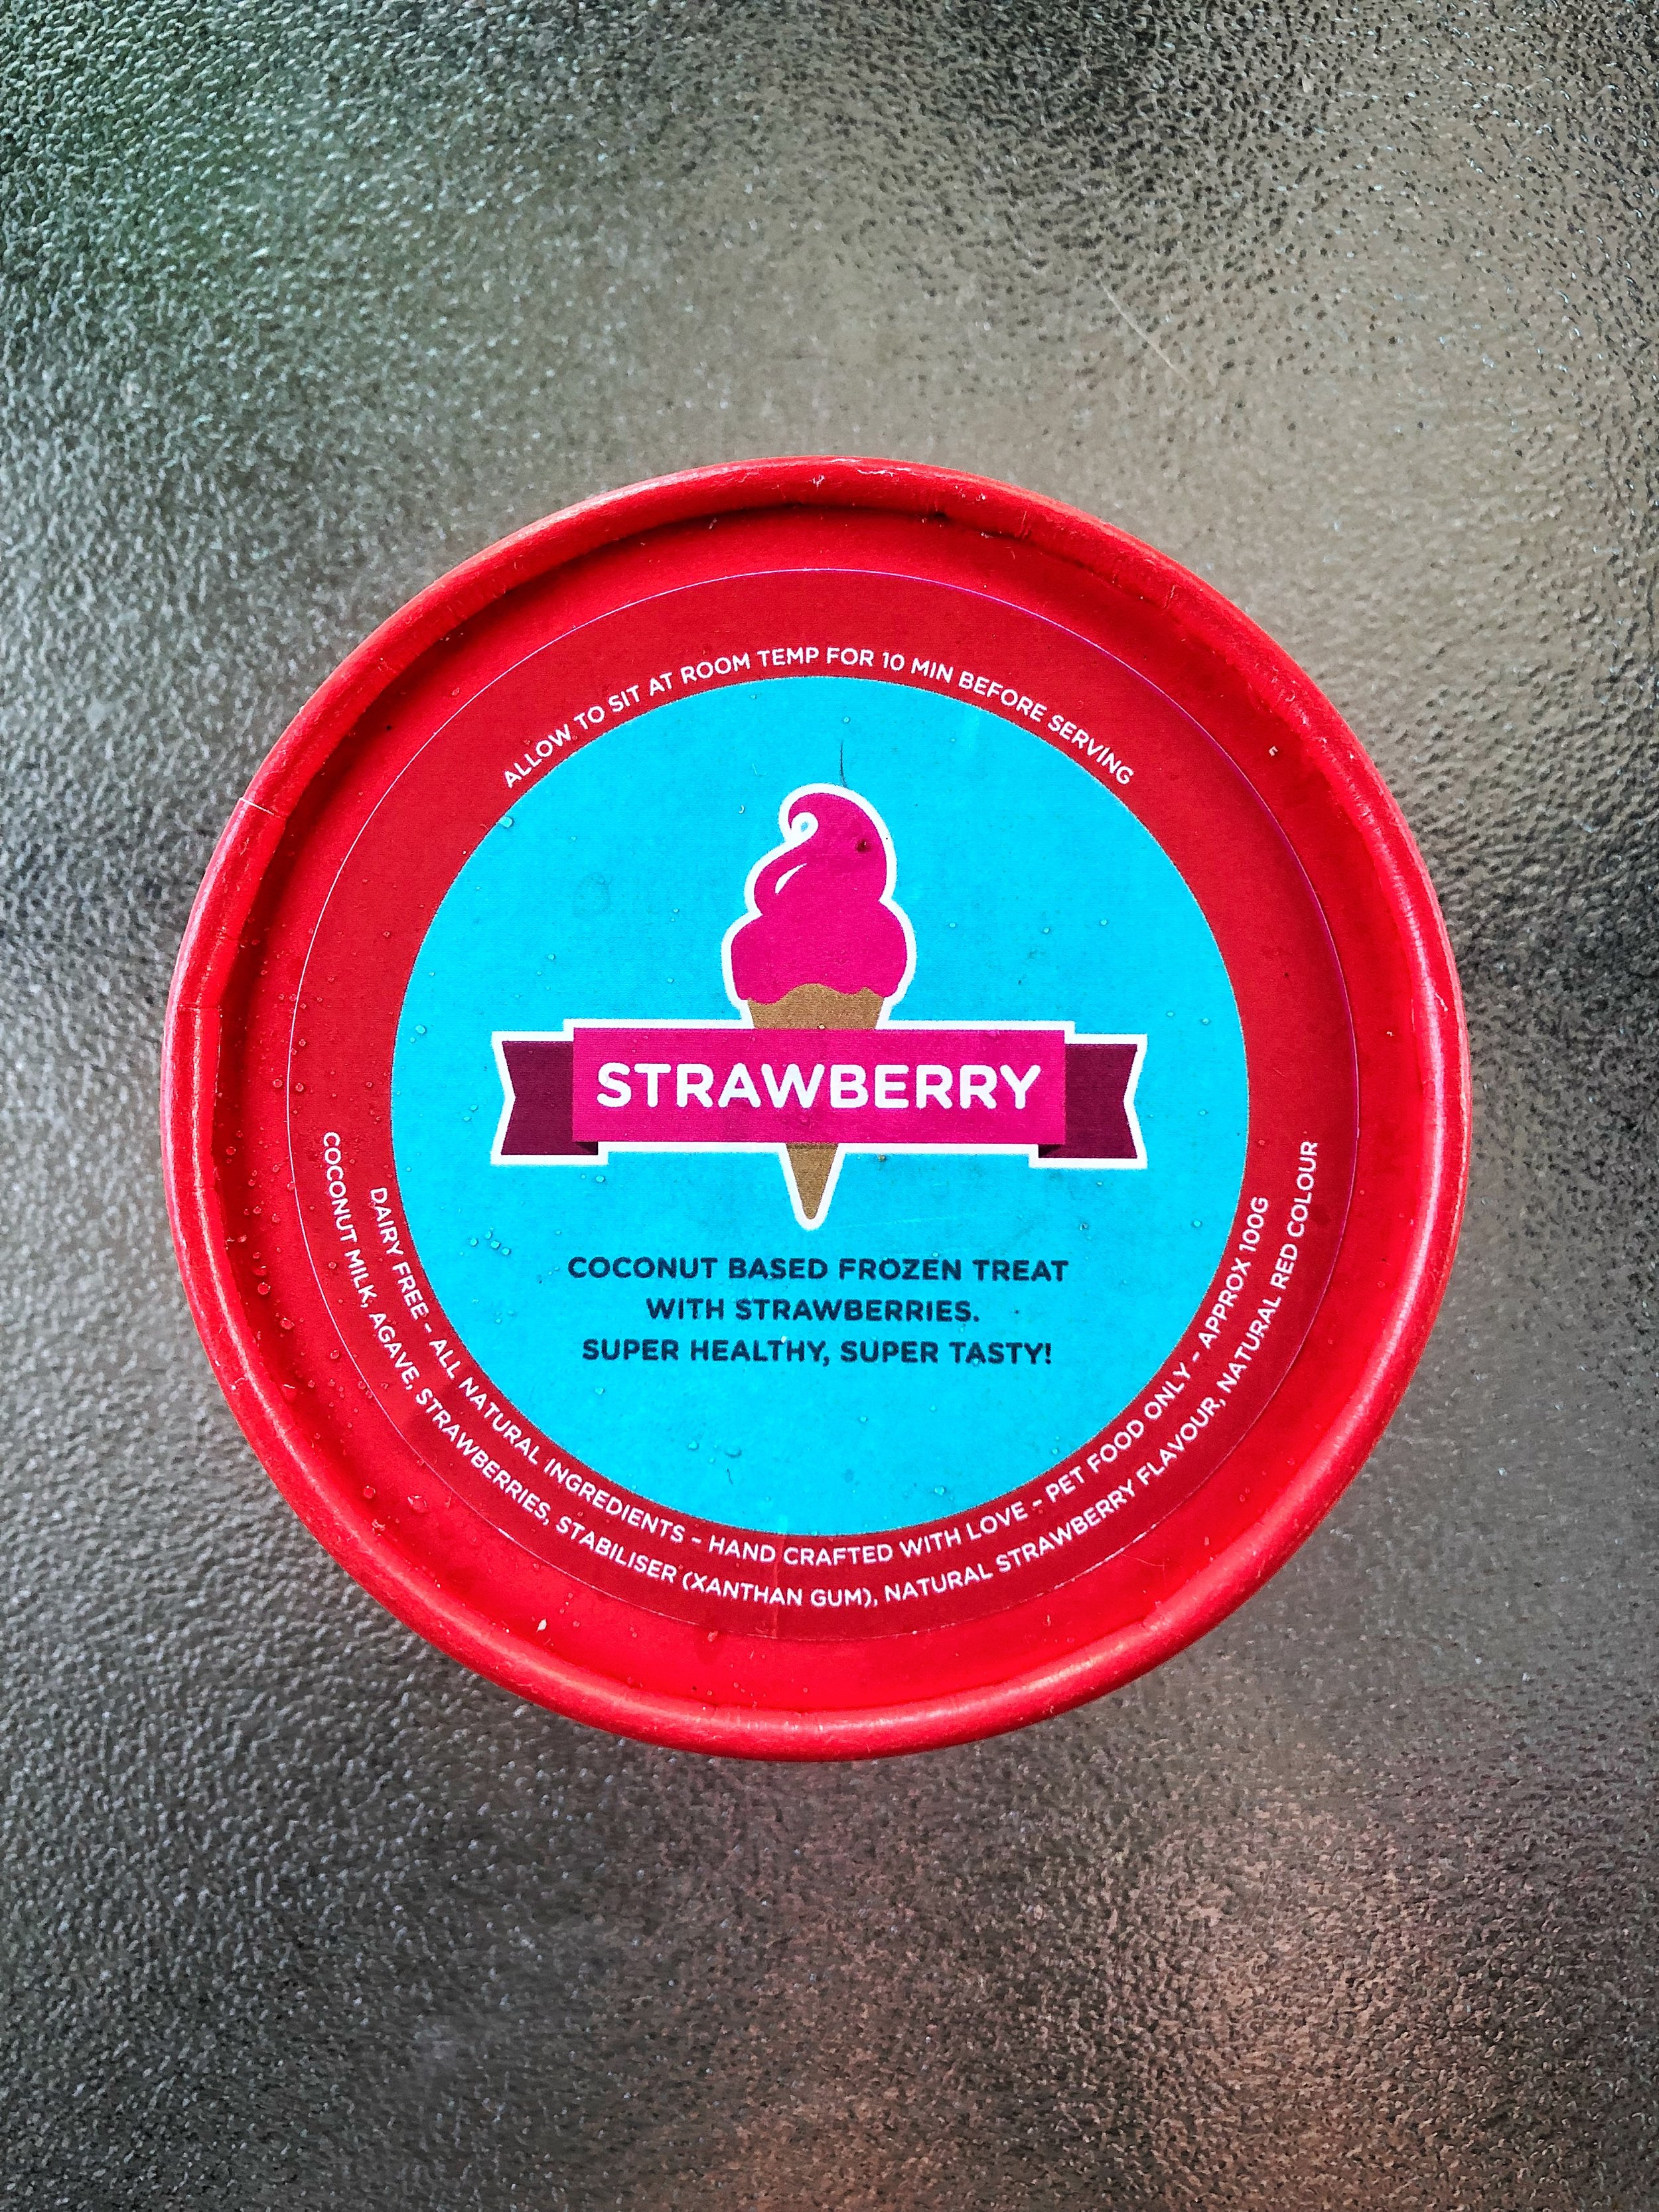 ALLOW TO SIT AT ROOM TEMP FOR 10 MIN BEFORE SERVING
STRAWBERRY
COCONUT BASED FROZEN TREAT
WITH STRAWBERRIES.
SUPER HEALTHY, SUPER TASTY!
DAIRY FREE - ALL NATURAL INGREDIENTS - HAND CRAFTED WITH LOVE - PET FOOD ONLY - APPROX 100G
COCONUT MILK, AGAVE, STRAWBERRIES, STABILISER (XANTHAN GUM), NATURAL STRAWBERRY FLAVOUR, NATURAL RED COLOUR